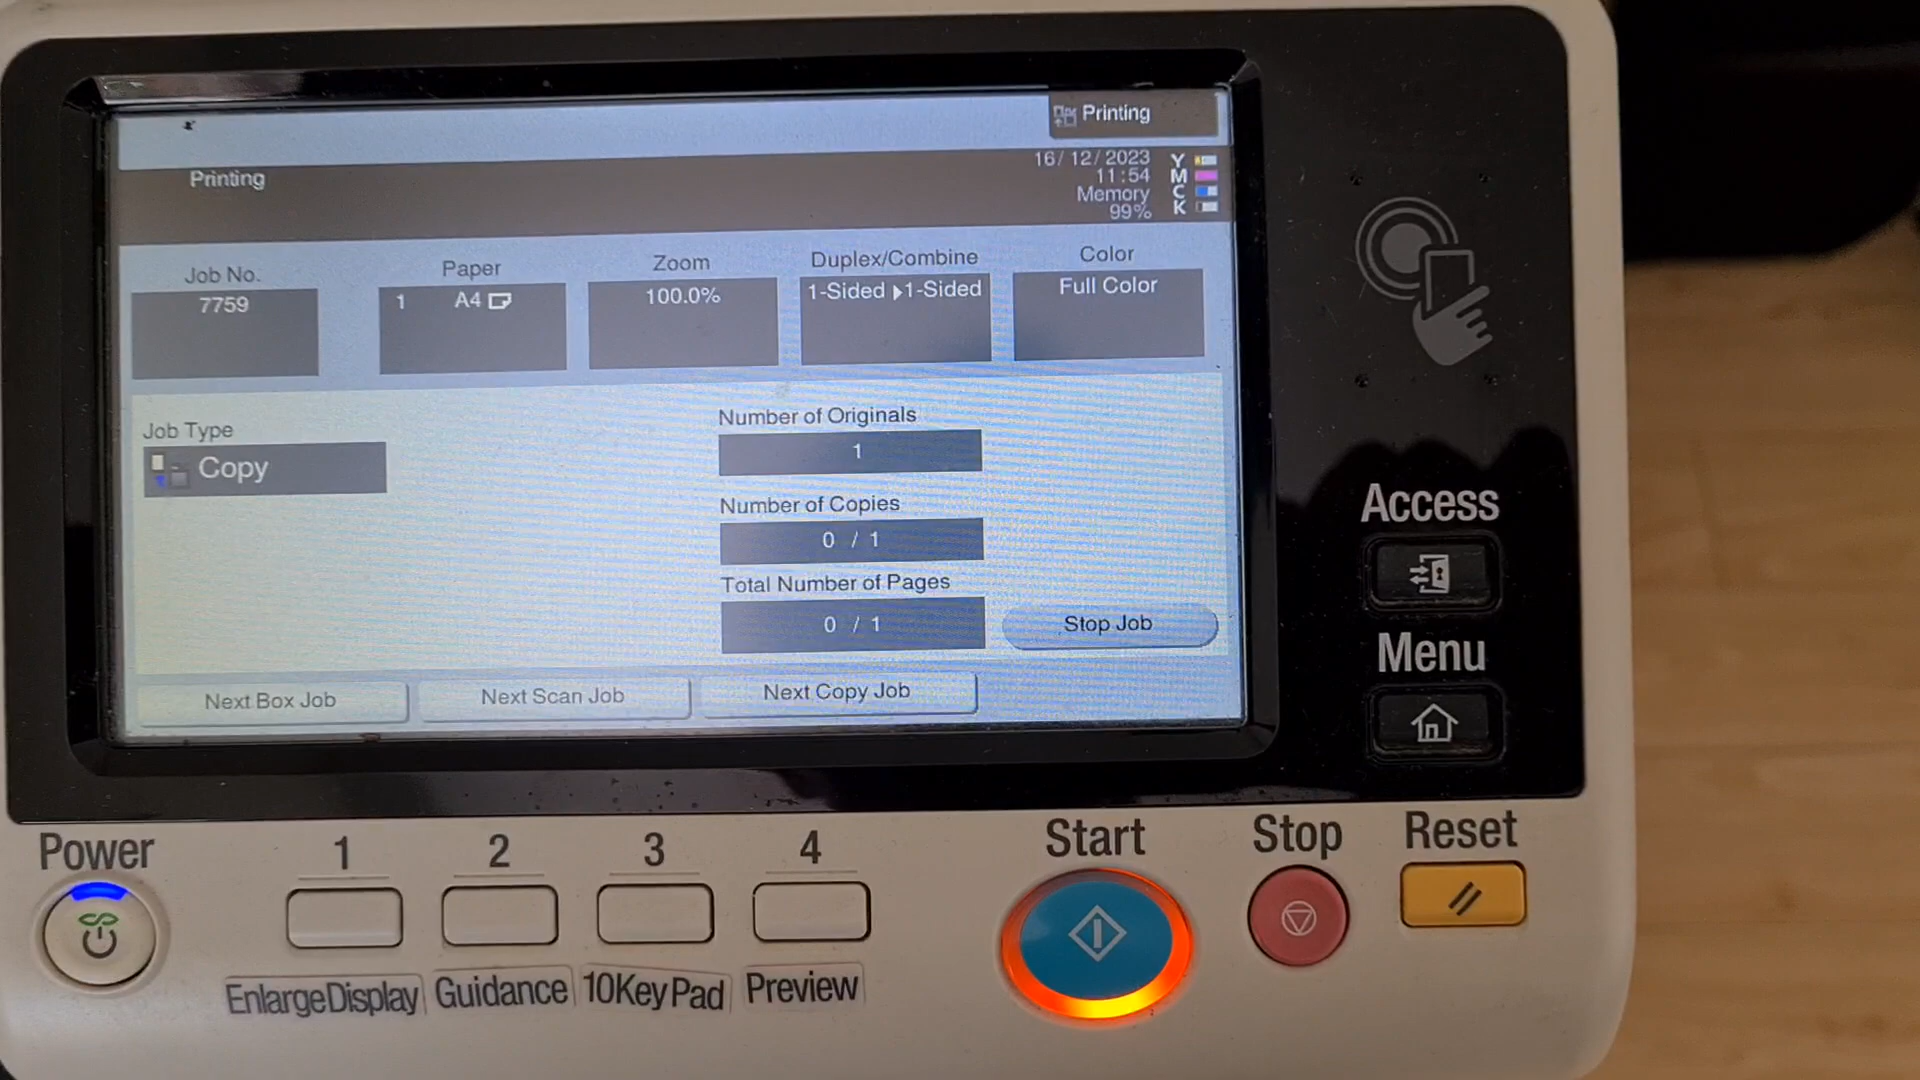 Printing
Printing
16/12/2023
11:54
Memory
99%
Y
M
C
K
Job No.
7759
Paper
1 A4
Zoom
100.0%
Duplex/Combine
1-Sided ▸1-Sided
Color
Full Color
Job Type
Copy
Number of Originals
1
Number of Copies
0 / 1
Total Number of Pages
0 / 1
Stop Job
Next Box Job
Next Scan Job
Next Copy Job
Access
Menu
Power
1
2
3
4
Start
Stop
Reset
Enlarge Display
Guidance
10Key Pad
Preview